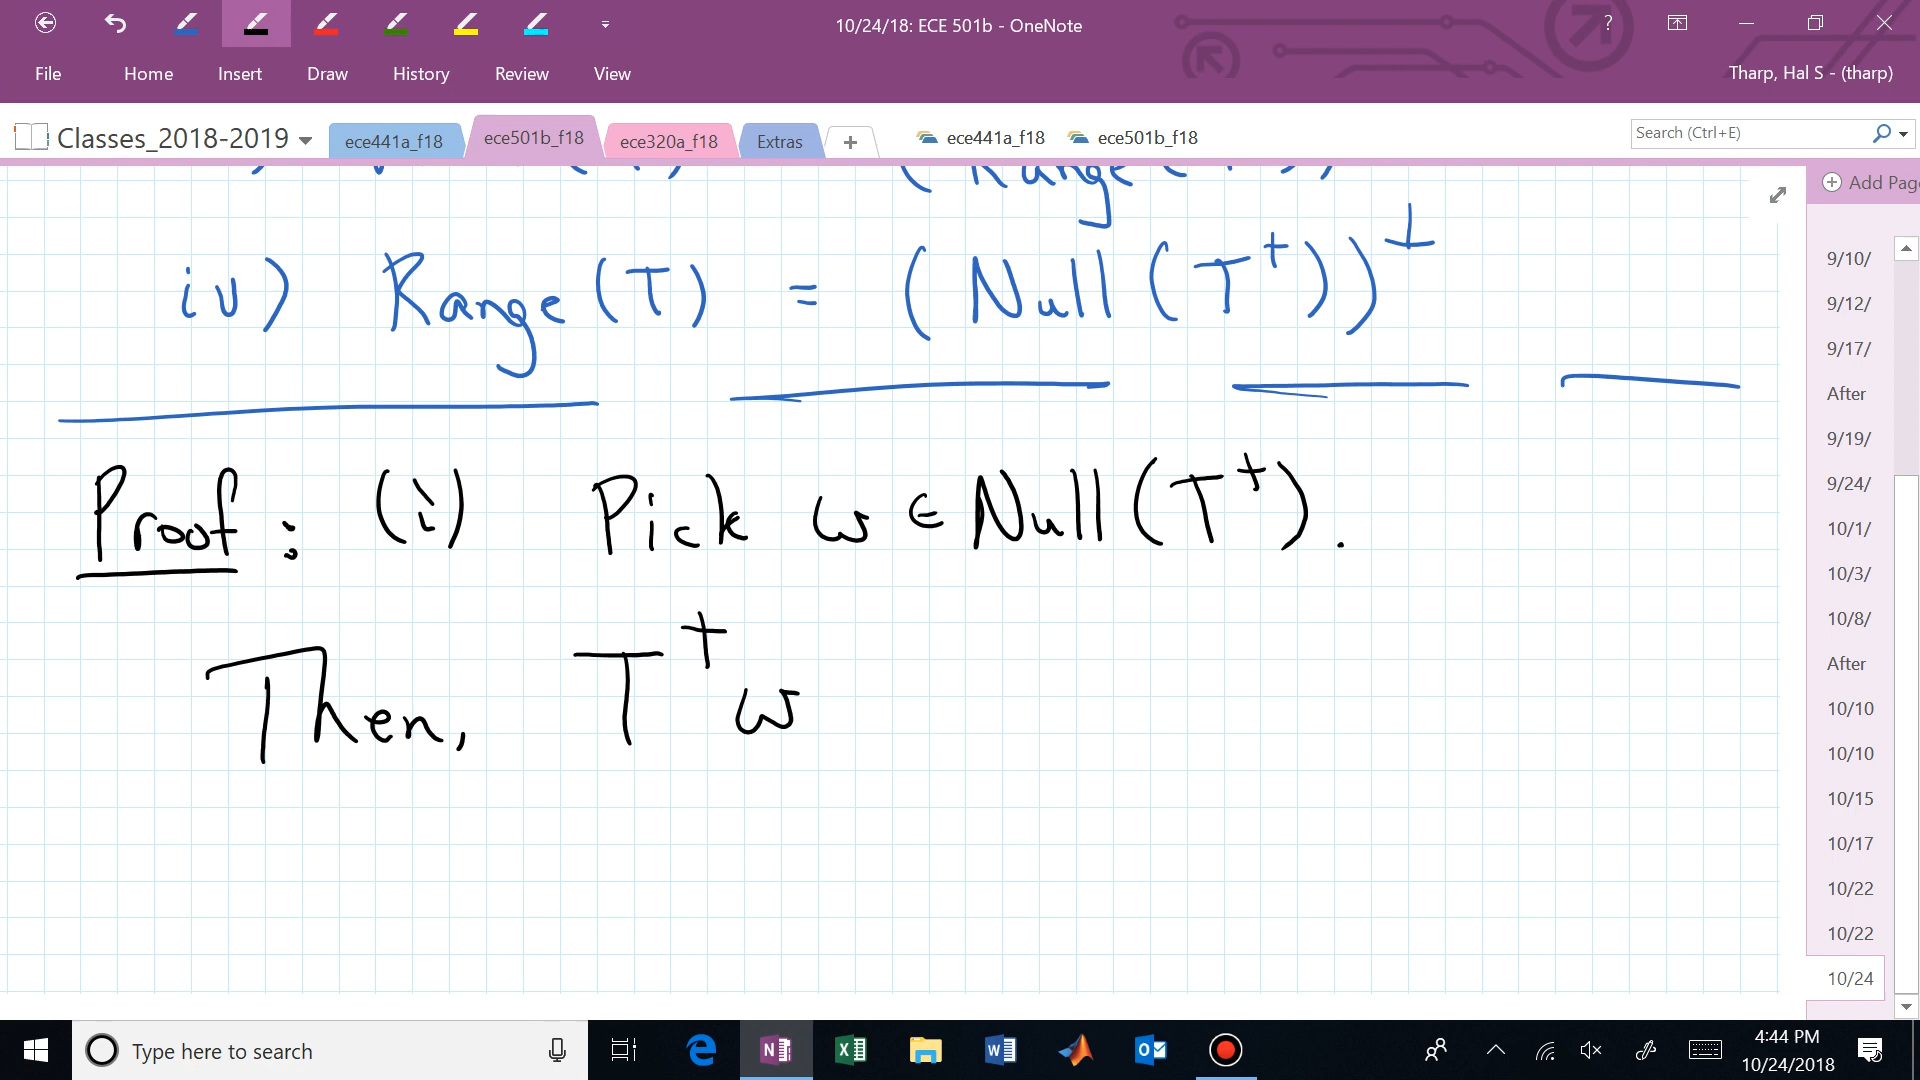 10/24/18: ECE 501b - OneNote
?
File Home Insert Draw History Review View
Tharp, Hal S - (tharp)
Classes_2018-2019
ece441a_f18
ece501b_f18
ece320a_f18
Extras
+
ece441a_f18
ece501b_f18
Search (Ctrl+E)
iv) Range(T) = (Null(T⁺))⊥
Proof: (i) Pick w ∈ Null(T⁺).
Then, T⁺w
Add Pag
9/10/
9/12/
9/17/
After
9/19/
9/24/
10/1/
10/3/
10/8/
After
10/10
10/10
10/15
10/17
10/22
10/22
10/24
Type here to search
4:44 PM
10/24/2018